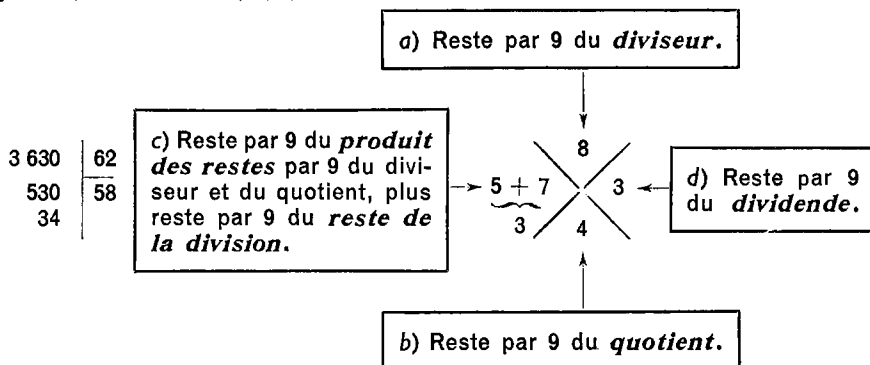 a) Reste par 9 du diviseur.
3 630 62
530 58
34
c) Reste par 9 du produit
des restes par 9 du divi-
seur et du quotient, plus
reste par 9 du reste de
la division.
8
5 + 7 3
3
4
d) Reste par 9
du dividende.
b) Reste par 9 du quotient.